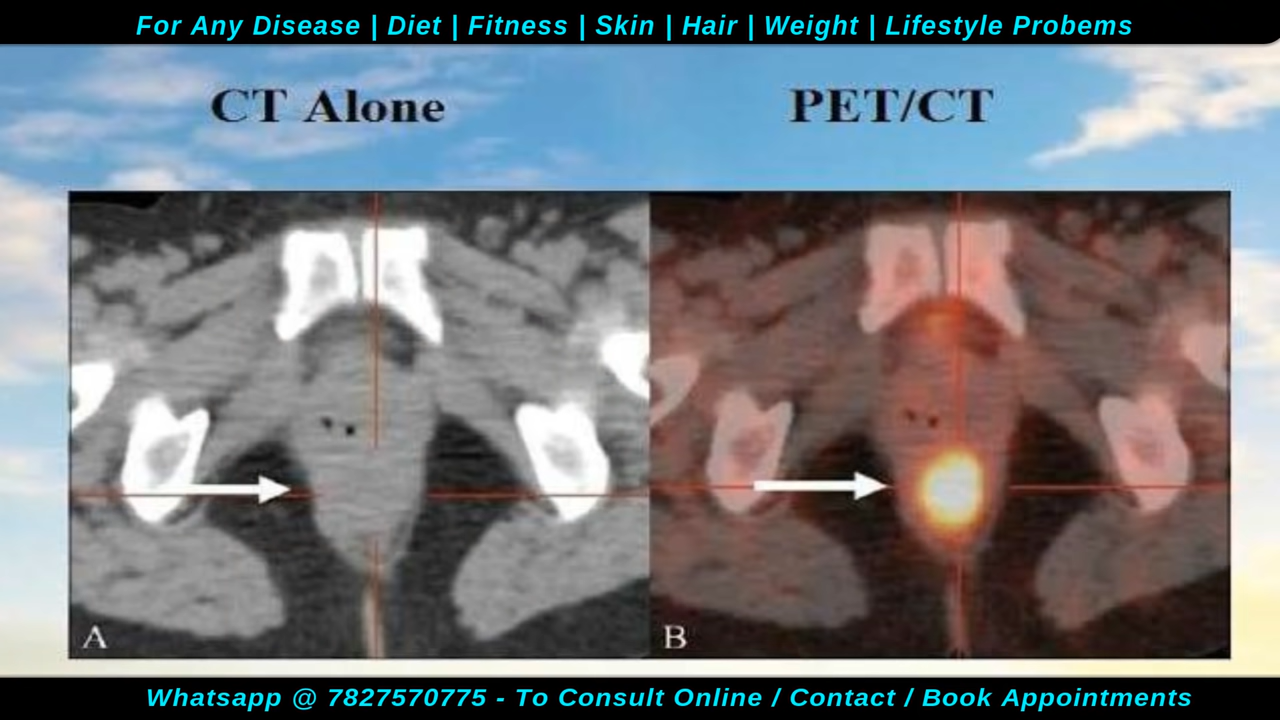 For Any Disease | Diet | Fitness | Skin | Hair | Weight | Lifestyle Probems
CT Alone
PET/CT
A
B
Whatsapp @ 7827570775 - To Consult Online / Contact / Book Appointments